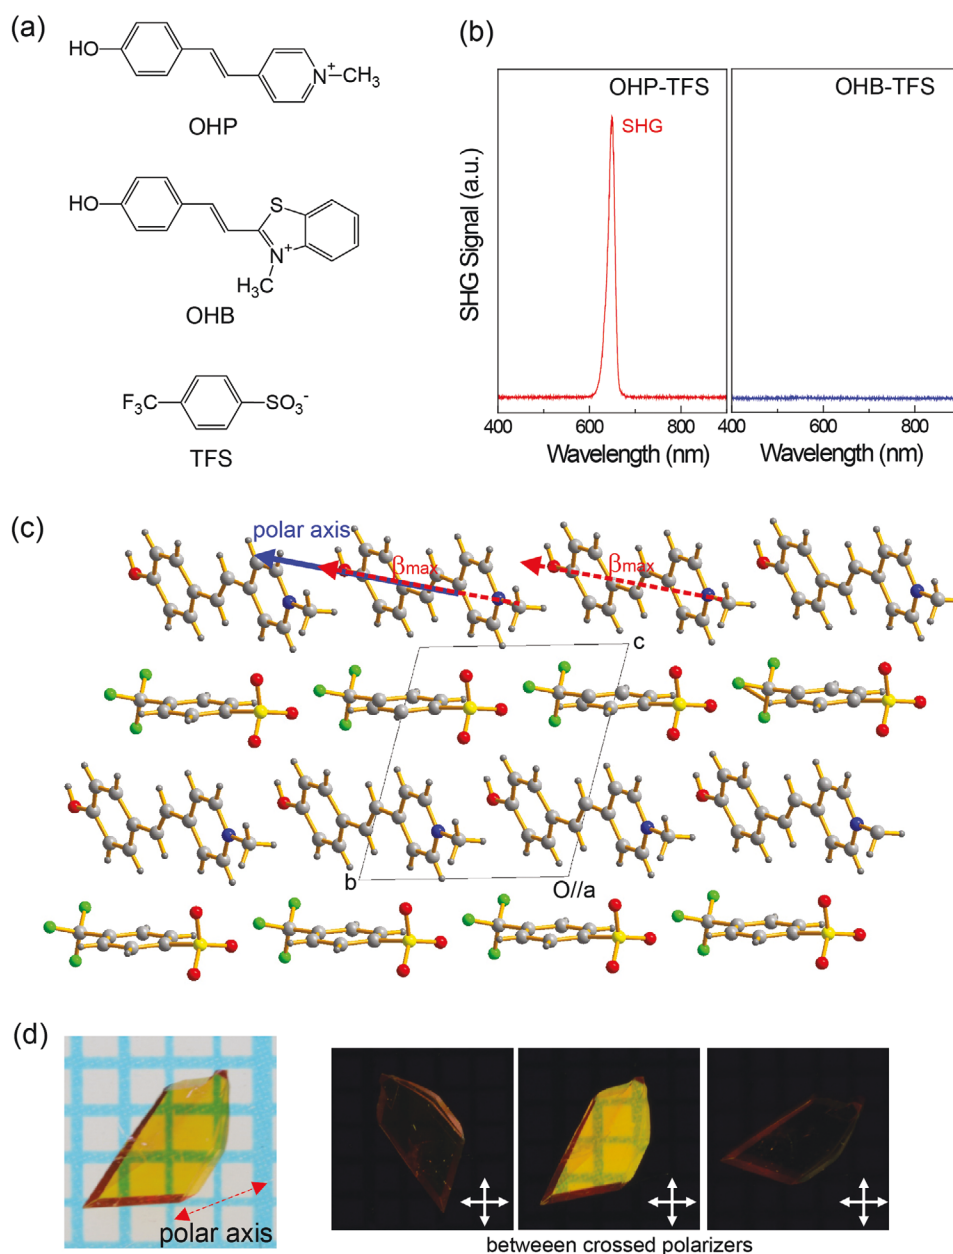 (a)
HO
N+
CH3
OHP
HO
S
N+
H3C
OHB
F3C
SO3-
TFS
(b)
OHP-TFS
OHB-TFS
SHG
SHG Signal (a.u.)
400 600 800 400 600 800
Wavelength (nm) Wavelength (nm)
(c)
polar axis
βmax
βmax
c
b
O//a
(d)
polar axis
betweeen crossed polarizers